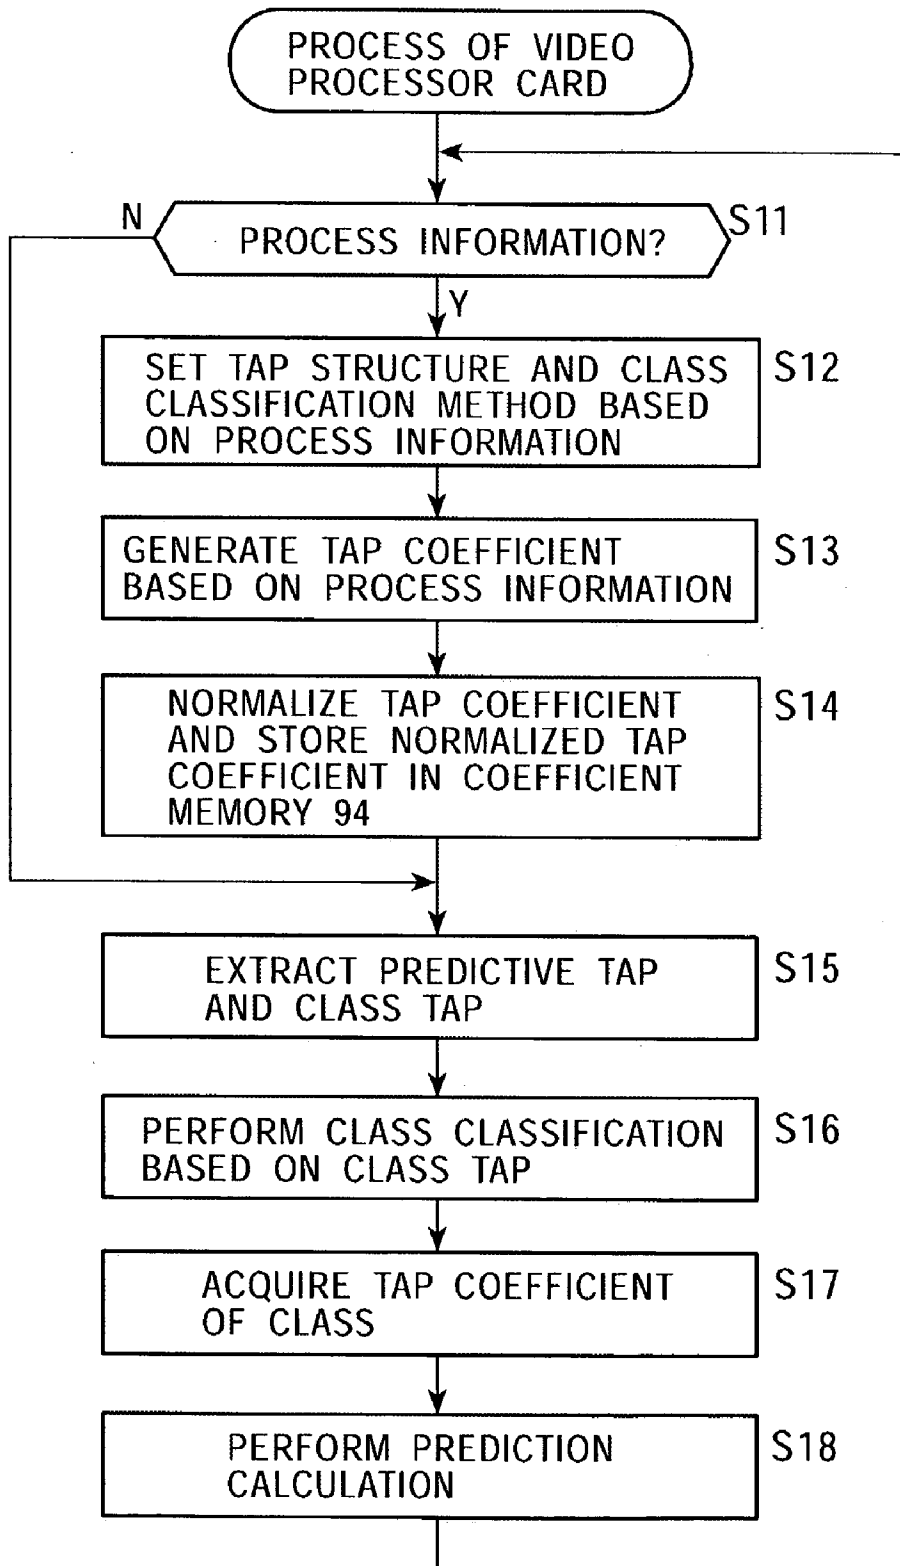 PROCESS OF VIDEO
PROCESSOR CARD
N
PROCESS INFORMATION?
S11
Y
SET TAP STRUCTURE AND CLASS
CLASSIFICATION METHOD BASED
ON PROCESS INFORMATION
S12
GENERATE TAP COEFFICIENT
BASED ON PROCESS INFORMATION
S13
NORMALIZE TAP COEFFICIENT
AND STORE NORMALIZED TAP
COEFFICIENT IN COEFFICIENT
MEMORY 94
S14
EXTRACT PREDICTIVE TAP
AND CLASS TAP
S15
PERFORM CLASS CLASSIFICATION
BASED ON CLASS TAP
S16
ACQUIRE TAP COEFFICIENT
OF CLASS
S17
PERFORM PREDICTION
CALCULATION
S18